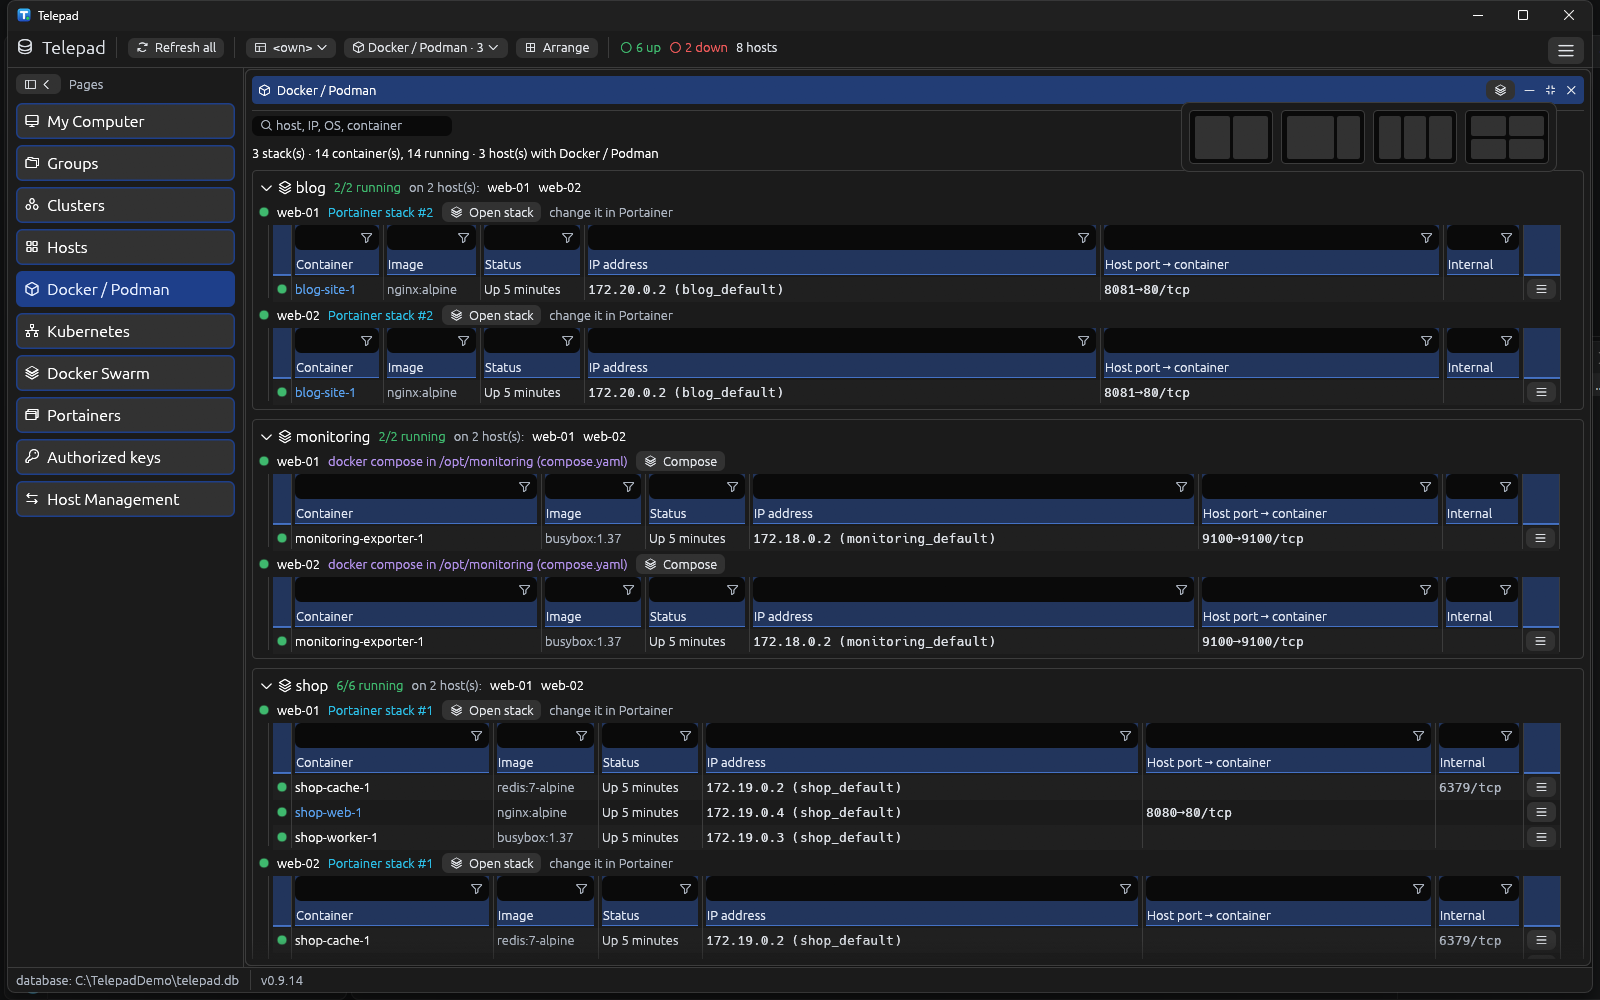 Telepad
Telepad Refresh all <own> Docker / Podman · 3 Arrange 6 up 2 down 8 hosts
Pages
My Computer
Groups
Clusters
Hosts
Docker / Podman
Kubernetes
Docker Swarm
Portainers
Authorized keys
Host Management
Docker / Podman
host, IP, OS, container
3 stack(s) · 14 container(s), 14 running · 3 host(s) with Docker / Podman
blog 2/2 running on 2 host(s): web-01 web-02
web-01 Portainer stack #2 Open stack change it in Portainer
Container Image Status IP address Host port → container Internal
blog-site-1 nginx:alpine Up 5 minutes 172.20.0.2 (blog_default) 8081→80/tcp
web-02 Portainer stack #2 Open stack change it in Portainer
Container Image Status IP address Host port → container Internal
blog-site-1 nginx:alpine Up 5 minutes 172.20.0.2 (blog_default) 8081→80/tcp
monitoring 2/2 running on 2 host(s): web-01 web-02
web-01 docker compose in /opt/monitoring (compose.yaml) Compose
Container Image Status IP address Host port → container Internal
monitoring-exporter-1 busybox:1.37 Up 5 minutes 172.18.0.2 (monitoring_default) 9100→9100/tcp
web-02 docker compose in /opt/monitoring (compose.yaml) Compose
Container Image Status IP address Host port → container Internal
monitoring-exporter-1 busybox:1.37 Up 5 minutes 172.18.0.2 (monitoring_default) 9100→9100/tcp
shop 6/6 running on 2 host(s): web-01 web-02
web-01 Portainer stack #1 Open stack change it in Portainer
Container Image Status IP address Host port → container Internal
shop-cache-1 redis:7-alpine Up 5 minutes 172.19.0.2 (shop_default) 6379/tcp
shop-web-1 nginx:alpine Up 5 minutes 172.19.0.4 (shop_default) 8080→80/tcp
shop-worker-1 busybox:1.37 Up 5 minutes 172.19.0.3 (shop_default)
web-02 Portainer stack #1 Open stack change it in Portainer
Container Image Status IP address Host port → container Internal
shop-cache-1 redis:7-alpine Up 5 minutes 172.19.0.2 (shop_default) 6379/tcp
database: C:\TelepadDemo\telepad.db v0.9.14